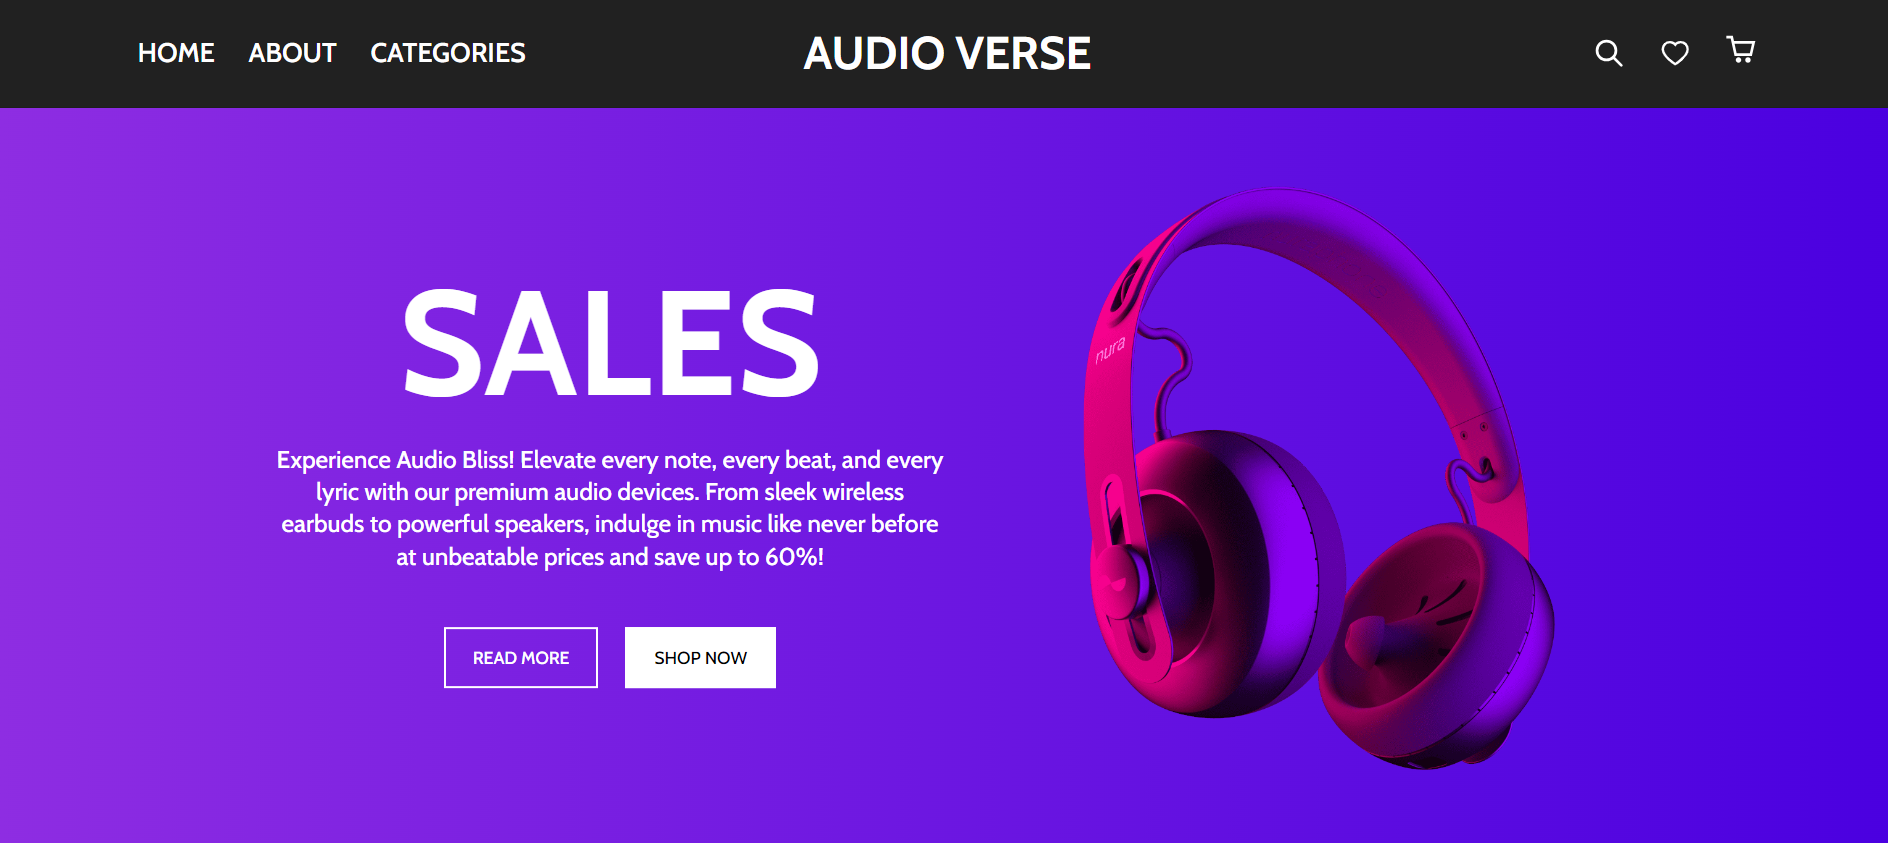 HOME ABOUT CATEGORIES AUDIO VERSE
SALES
nura
Experience Audio Bliss! Elevate every note, every beat, and every
lyric with our premium audio devices. From sleek wireless
earbuds to powerful speakers, indulge in music like never before
at unbeatable prices and save up to 60%!
READ MORE SHOP NOW